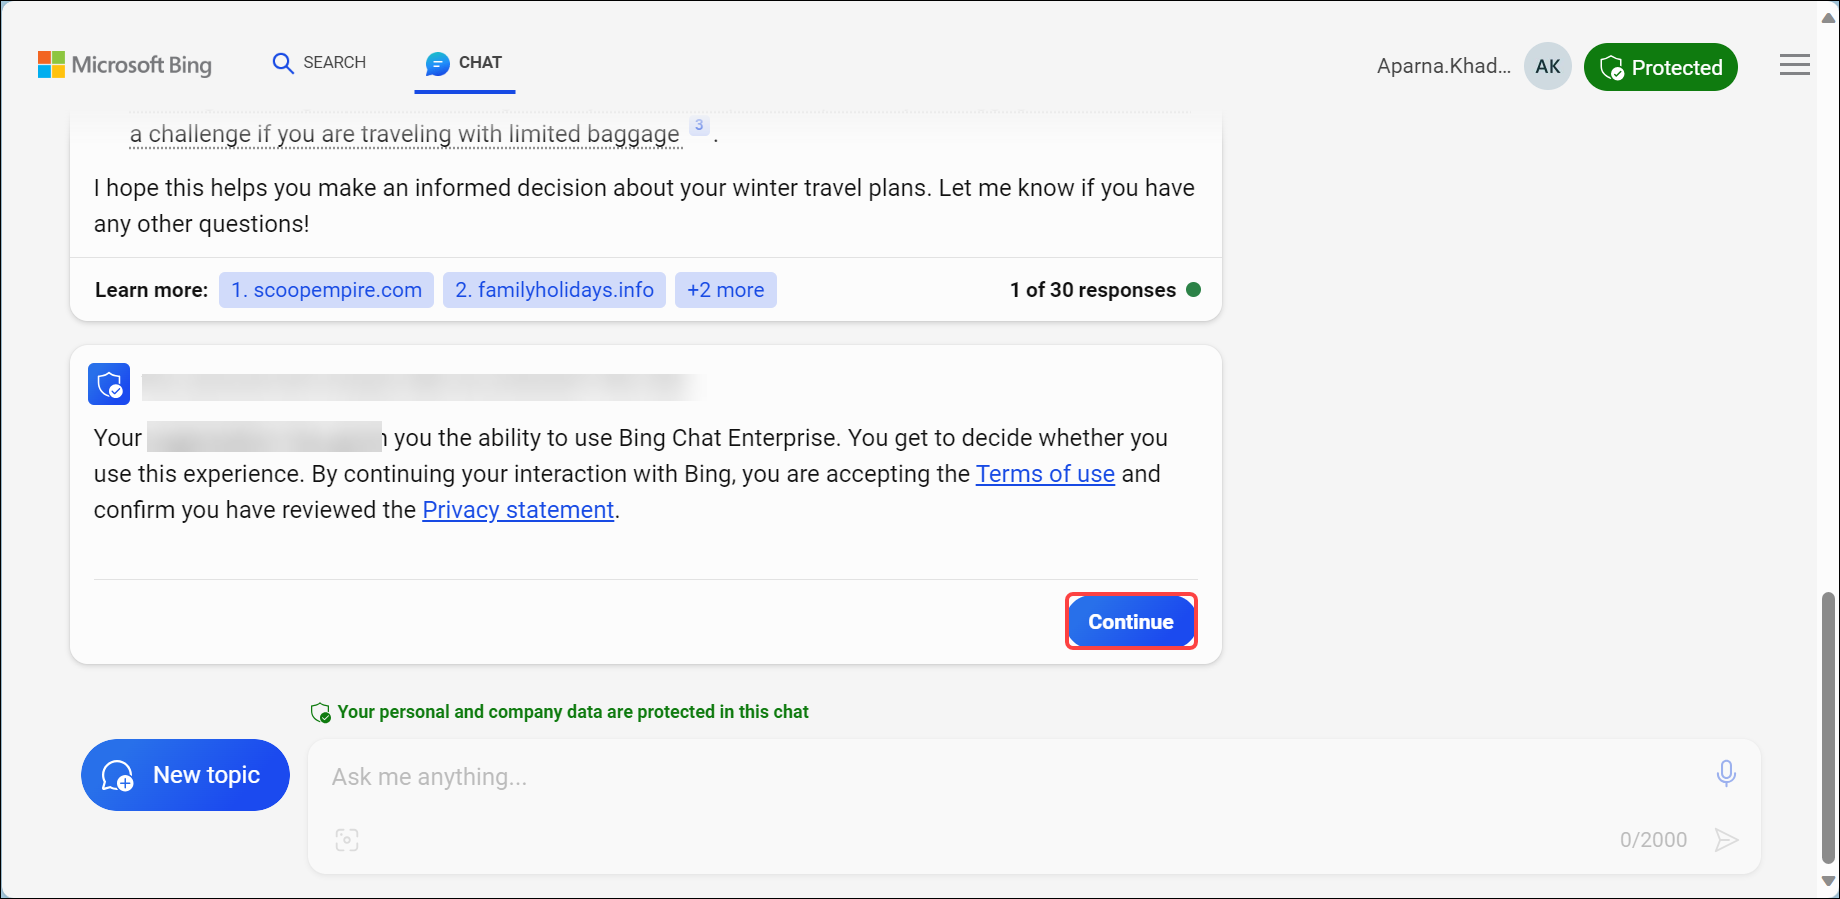 Microsoft Bing SEARCH CHAT Aparna.Khad... AK Protected
a challenge if you are traveling with limited baggage 3 .
I hope this helps you make an informed decision about your winter travel plans. Let me know if you have
any other questions!
Learn more: 1. scoopempire.com 2. familyholidays.info +2 more 1 of 30 responses
Your you the ability to use Bing Chat Enterprise. You get to decide whether you
use this experience. By continuing your interaction with Bing, you are accepting the Terms of use and
confirm you have reviewed the Privacy statement.
Continue
Your personal and company data are protected in this chat
New topic
Ask me anything...
0/2000